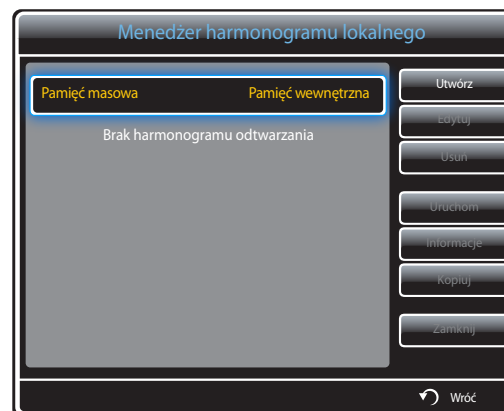 Menedżer harmonogramu lokalnego
Pamięć masowa Pamięć wewnętrzna
Brak harmonogramu odtwarzania
Utwórz
Edytuj
Usuń
Uruchom
Informacje
Kopiuj
Zamknij
Wróć